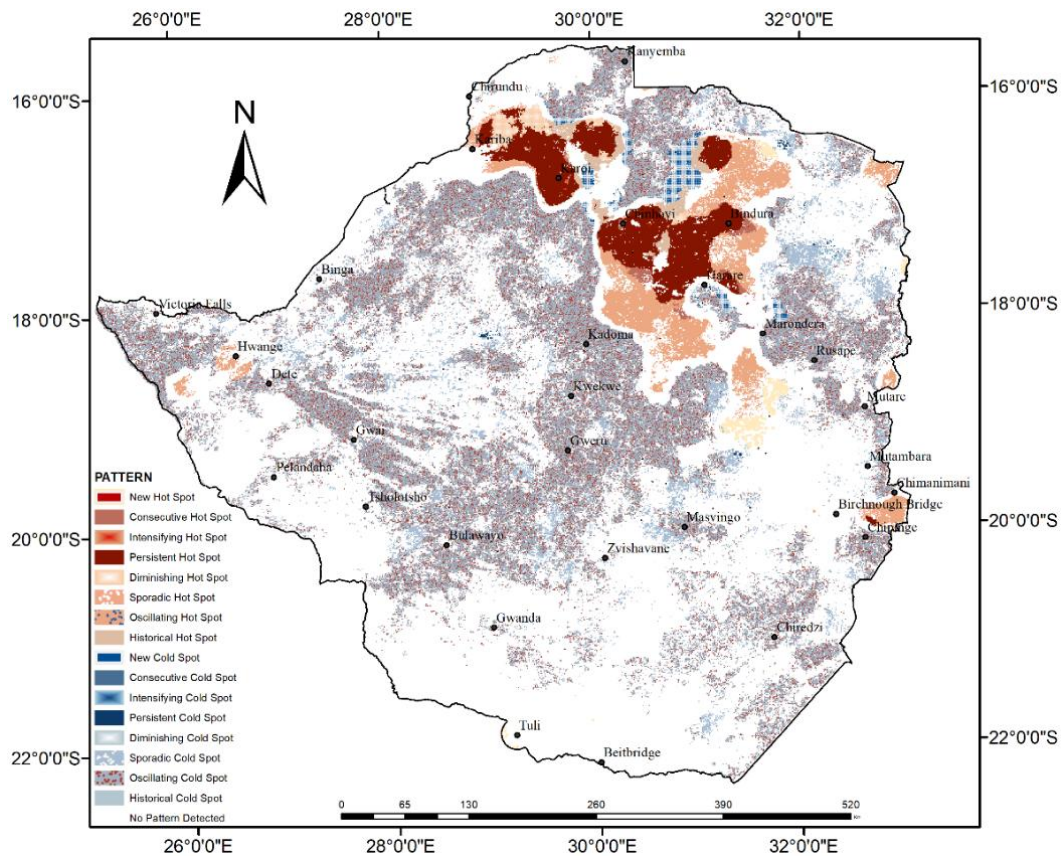 26°0'0"E 28°0'0"E 30°0'0"E 32°0'0"E
Kanyemba
16°0'0"S 16°0'0"S
Chirundu
N
Kariba
Karoi
Chinhoyi Bindura
Binga
Harare
Victoria Falls
18°0'0"S 18°0'0"S
Marondera
Kadoma
Hwange Rusape
Dete
Kwekwe
Mutare
Gwai
Gweru
Mutambara
PATTERN
Chimanimani
New Hot Spot
Tsholotsho
Birchnough Bridge
Consecutive Hot Spot
Masvingo
20°0'0"S 20°0'0"S
Intensifying Hot Spot
Chipinge
Bulawayo
Persistent Hot Spot
Zvishavane
Diminishing Hot Spot
Sporadic Hot Spot
Oscillating Hot Spot
Gwanda
Chiredzi
Historical Hot Spot
New Cold Spot
Consecutive Cold Spot
Intensifying Cold Spot
Persistent Cold Spot
Tuli
Diminishing Cold Spot
22°0'0"S 22°0'0"S
Sporadic Cold Spot
Beitbridge
Oscillating Cold Spot
Historical Cold Spot
0 65 130 260 390 520
No Pattern Detected
Km
26°0'0"E 28°0'0"E 30°0'0"E 32°0'0"E